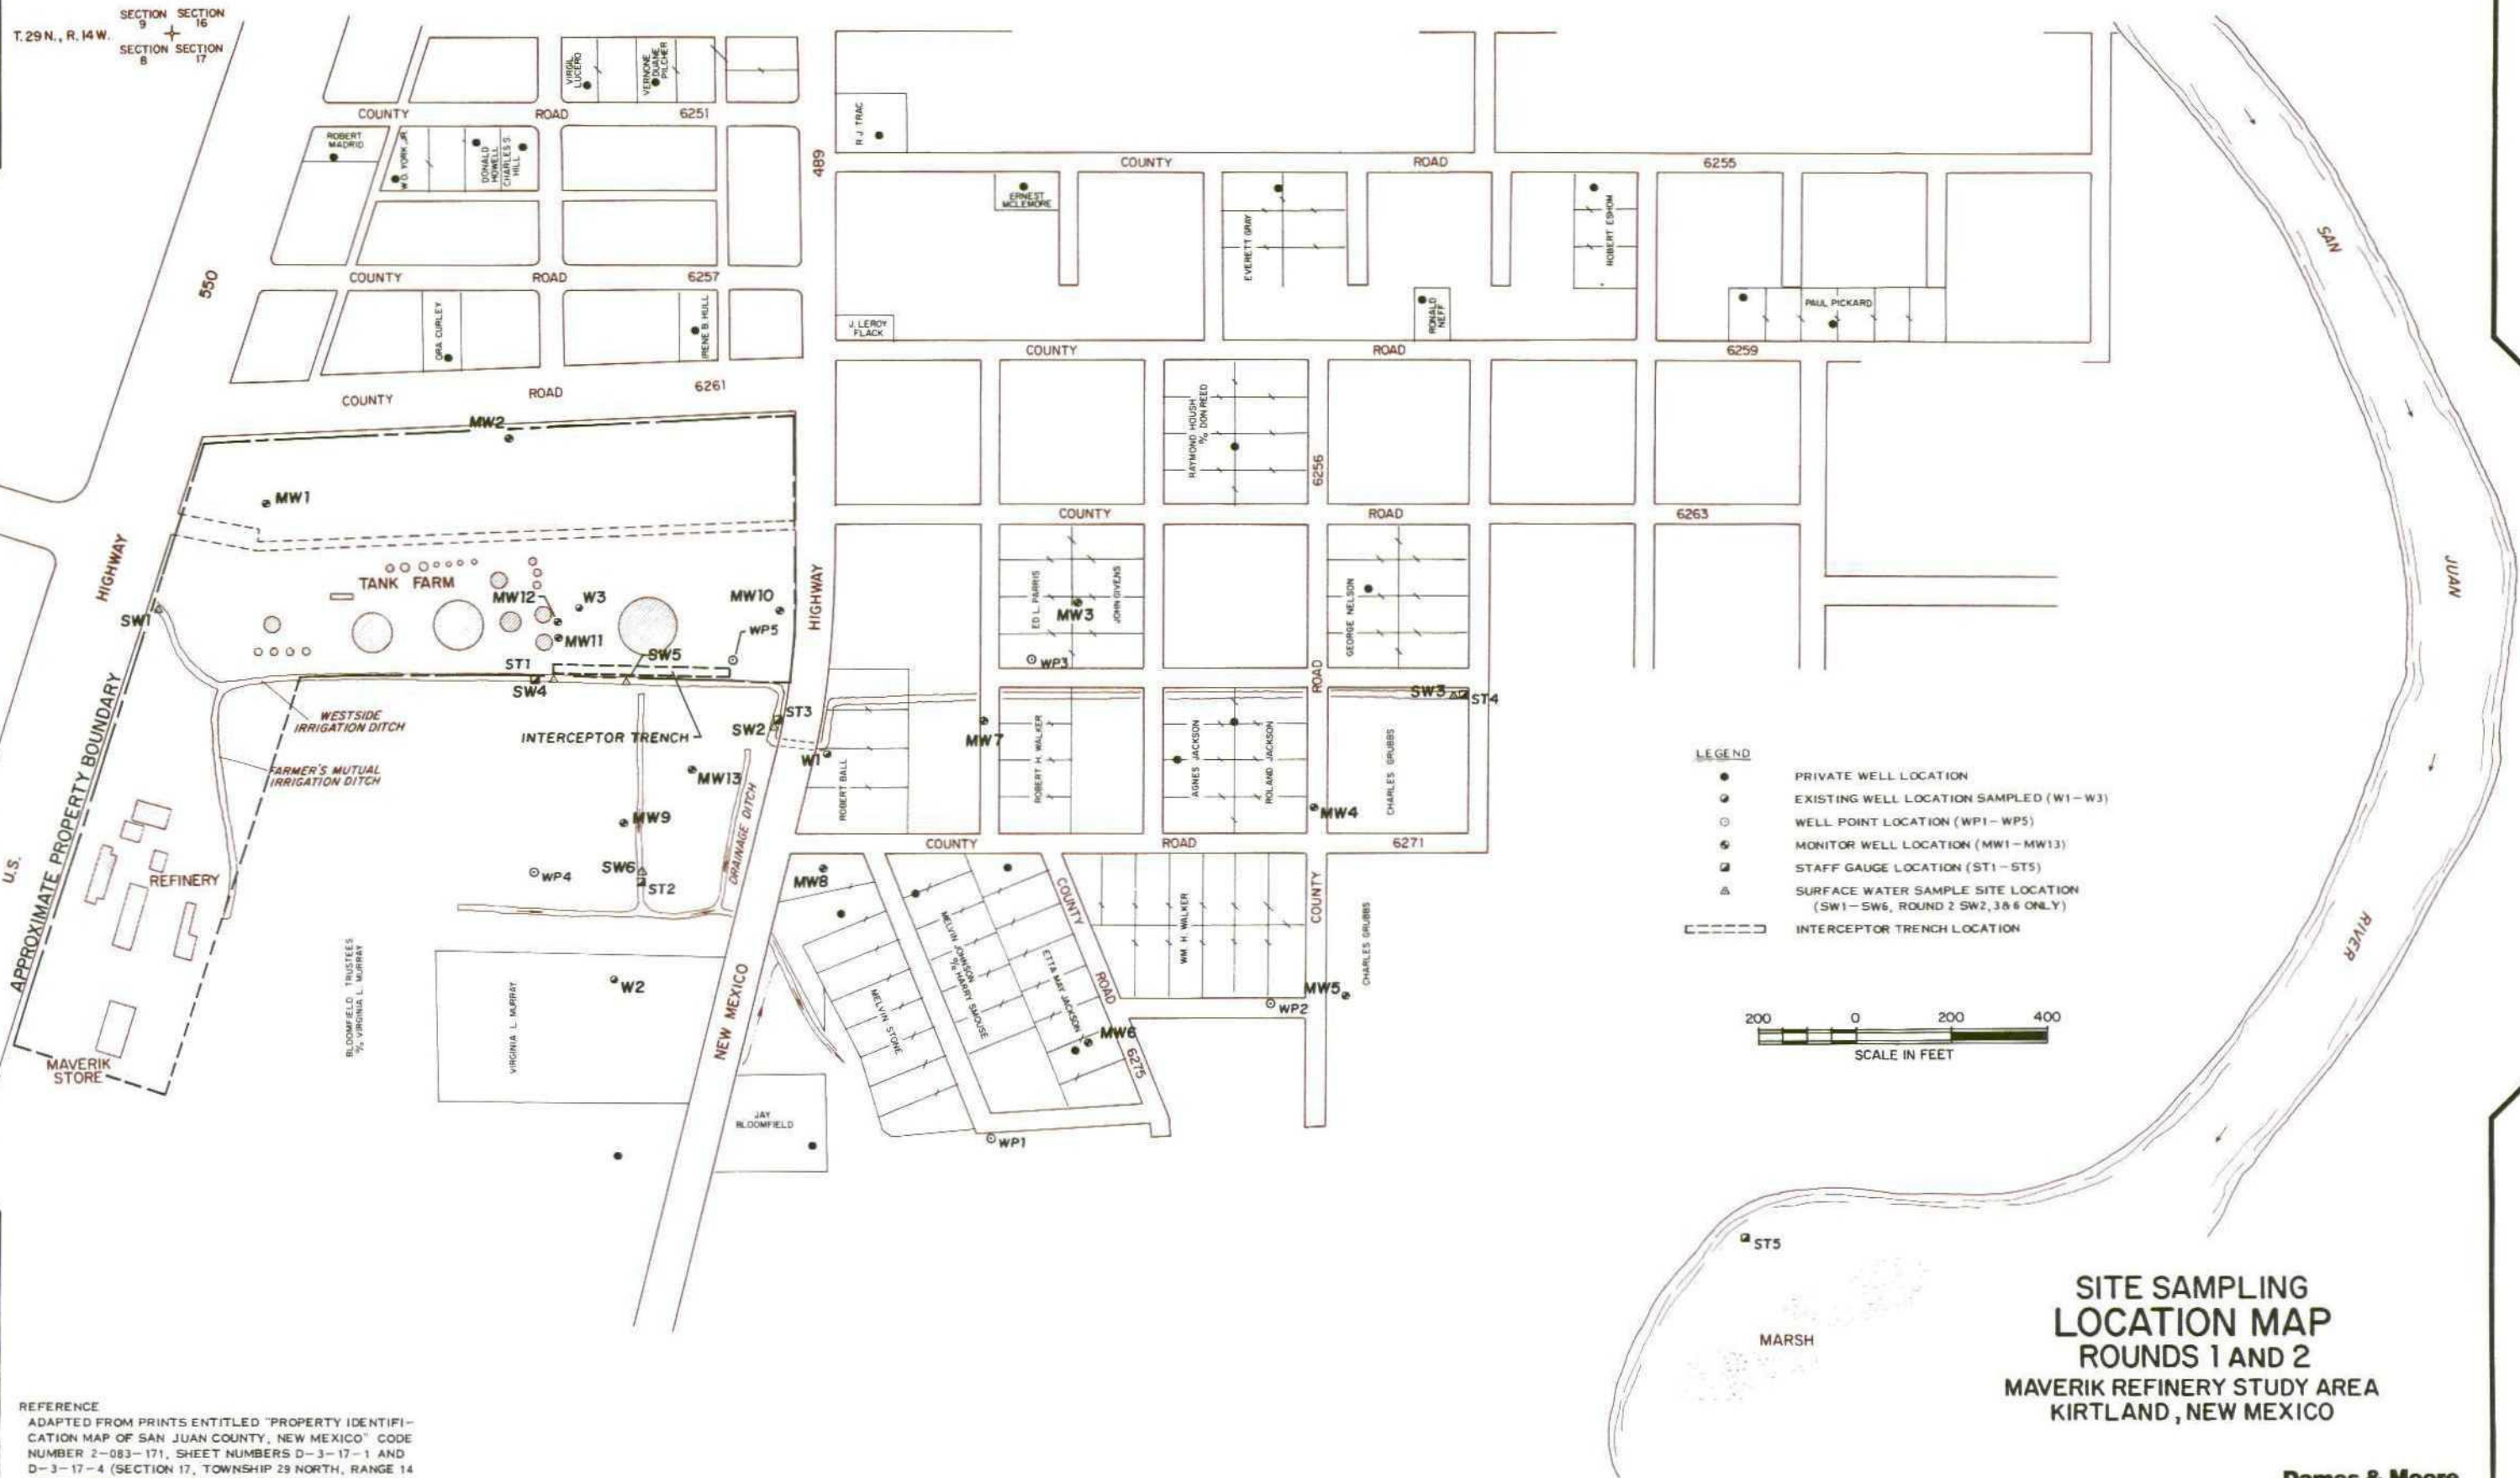 SECTION SECTION
9 16
T. 29 N., R. 14 W.
SECTION SECTION
8 17
VIRGIL
LUCERO
VERNONE
DUANE
PILCHER
COUNTY ROAD 6251
ROBERT
MADRID
W.D. YORK, JR.
DONALD
HOWELL
CHARLES S.
HILL
R. J. TRAC
489
COUNTY ROAD 6255
ERNEST
MCLEMORE
EVERETT GRAY
ROBERT ESHOM
SAN
550
COUNTY ROAD 6257
ORA CURLEY
IRENE B. HULL
J. LEROY
FLACK
RONALD
NEFF
PAUL PICKARD
COUNTY ROAD 6259
COUNTY ROAD 6261
MW2
RAYMOND HOUSH
% DON REED
6256
MW1
COUNTY ROAD 6263
HIGHWAY
TANK FARM
MW12
W3
MW10
HIGHWAY
ED L. PARRIS
MW3
JOHN GIVENS
GEORGE NELSON
JUAN
SW1
MW11
WP5
ST1
SW5
WP3
SW4
ROAD
SW3
ST4
WESTSIDE
IRRIGATION DITCH
ST3
SW2
INTERCEPTOR TRENCH
MW7
W1
FARMER'S MUTUAL
IRRIGATION DITCH
MW13
ROBERT BALL
ROBERT H. WALKER
AGNES JACKSON
ROLAND JACKSON
CHARLES GRUBBS
APPROXIMATE PROPERTY BOUNDARY
MW9
DRAINAGE DITCH
MW4
COUNTY ROAD 6271
U.S.
REFINERY
WP4
SW6
ST2
MW8
COUNTY
ROAD
6275
WM. H. WALKER
COUNTY
CHARLES GRUBBS
BLOOMFIELD TRUSTEES
% VIRGINIA L. MURRAY
VIRGINIA L. MURRAY
W2
NEW MEXICO
MELVIN STONE
MELVIN JOHNSON
% HARRY SMOUSE
ETTA MAY JACKSON
MW5
WP2
MW6
MAVERIK
STORE
JAY
BLOOMFIELD
WP1
LEGEND
PRIVATE WELL LOCATION
EXISTING WELL LOCATION SAMPLED (W1-W3)
WELL POINT LOCATION (WP1-WP5)
MONITOR WELL LOCATION (MW1-MW13)
STAFF GAUGE LOCATION (ST1-ST5)
SURFACE WATER SAMPLE SITE LOCATION
(SW1-SW6, ROUND 2 SW2, 3 & 6 ONLY)
INTERCEPTOR TRENCH LOCATION
RIVER
200 0 200 400
SCALE IN FEET
ST5
MARSH
SITE SAMPLING
LOCATION MAP
ROUNDS 1 AND 2
MAVERIK REFINERY STUDY AREA
KIRTLAND, NEW MEXICO
REFERENCE
ADAPTED FROM PRINTS ENTITLED "PROPERTY IDENTIFI-
CATION MAP OF SAN JUAN COUNTY, NEW MEXICO" CODE
NUMBER 2-083-171, SHEET NUMBERS D-3-17-1 AND
D-3-17-4 (SECTION 17, TOWNSHIP 29 NORTH, RANGE 14
Dames & Moore